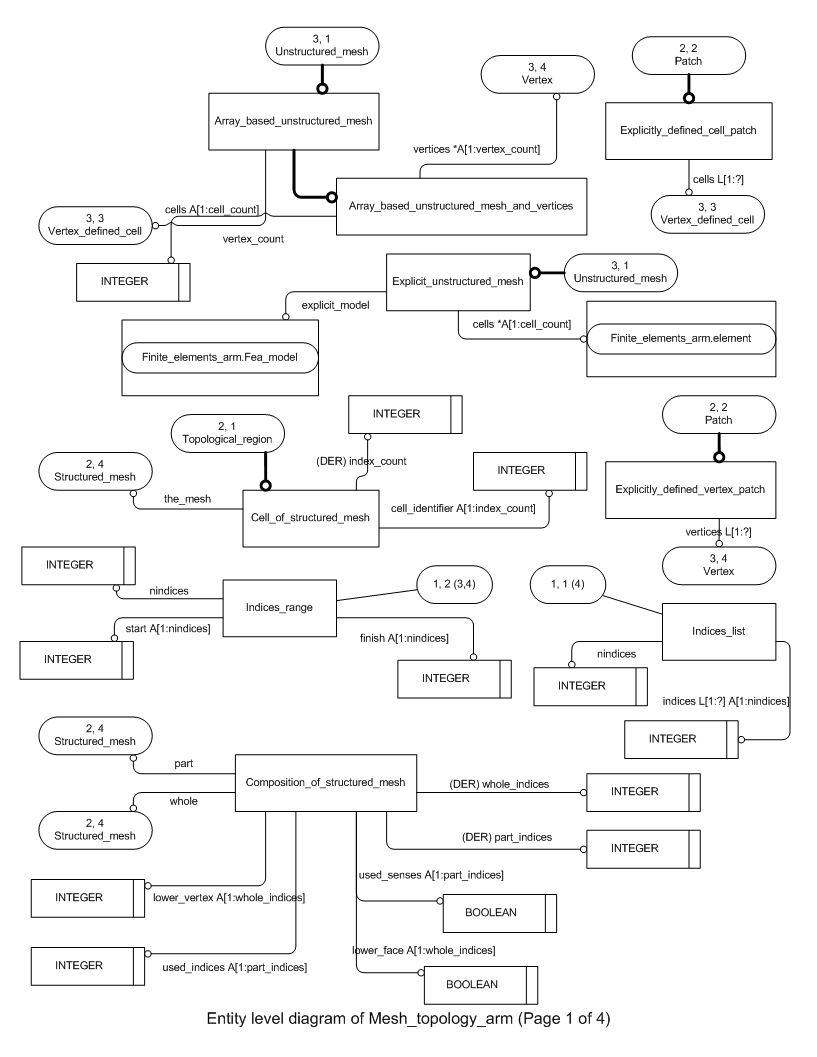 3, 1
Unstructured_mesh
3, 4
Vertex
2, 2
Patch
Array_based_unstructured_mesh
Explicitly_defined_cell_patch
vertices *A[1:vertex_count]
cells L[1:?]
Array_based_unstructured_mesh_and_vertices
cells A[1:cell_count]
3, 3
Vertex_defined_cell
3, 3
Vertex_defined_cell
vertex_count
INTEGER
Explicit_unstructured_mesh
3, 1
Unstructured_mesh
explicit_model
cells *A[1:cell_count]
Finite_elements_arm.Fea_model
Finite_elements_arm.element
INTEGER
2, 1
Topological_region
2, 2
Patch
(DER) index_count
2, 4
Structured_mesh
INTEGER
Explicitly_defined_vertex_patch
the_mesh
Cell_of_structured_mesh
cell_identifier A[1:index_count]
vertices L[1:?]
3, 4
Vertex
INTEGER
nindices
Indices_range
1, 2 (3,4)
1, 1 (4)
start A[1:nindices]
finish A[1:nindices]
Indices_list
nindices
INTEGER
INTEGER
INTEGER
indices L[1:?] A[1:nindices]
INTEGER
2, 4
Structured_mesh
part
Composition_of_structured_mesh
(DER) whole_indices
INTEGER
whole
2, 4
Structured_mesh
(DER) part_indices
INTEGER
used_senses A[1:part_indices]
INTEGER
lower_vertex A[1:whole_indices]
BOOLEAN
lower_face A[1:whole_indices]
INTEGER
used_indices A[1:part_indices]
BOOLEAN
Entity level diagram of Mesh_topology_arm (Page 1 of 4)